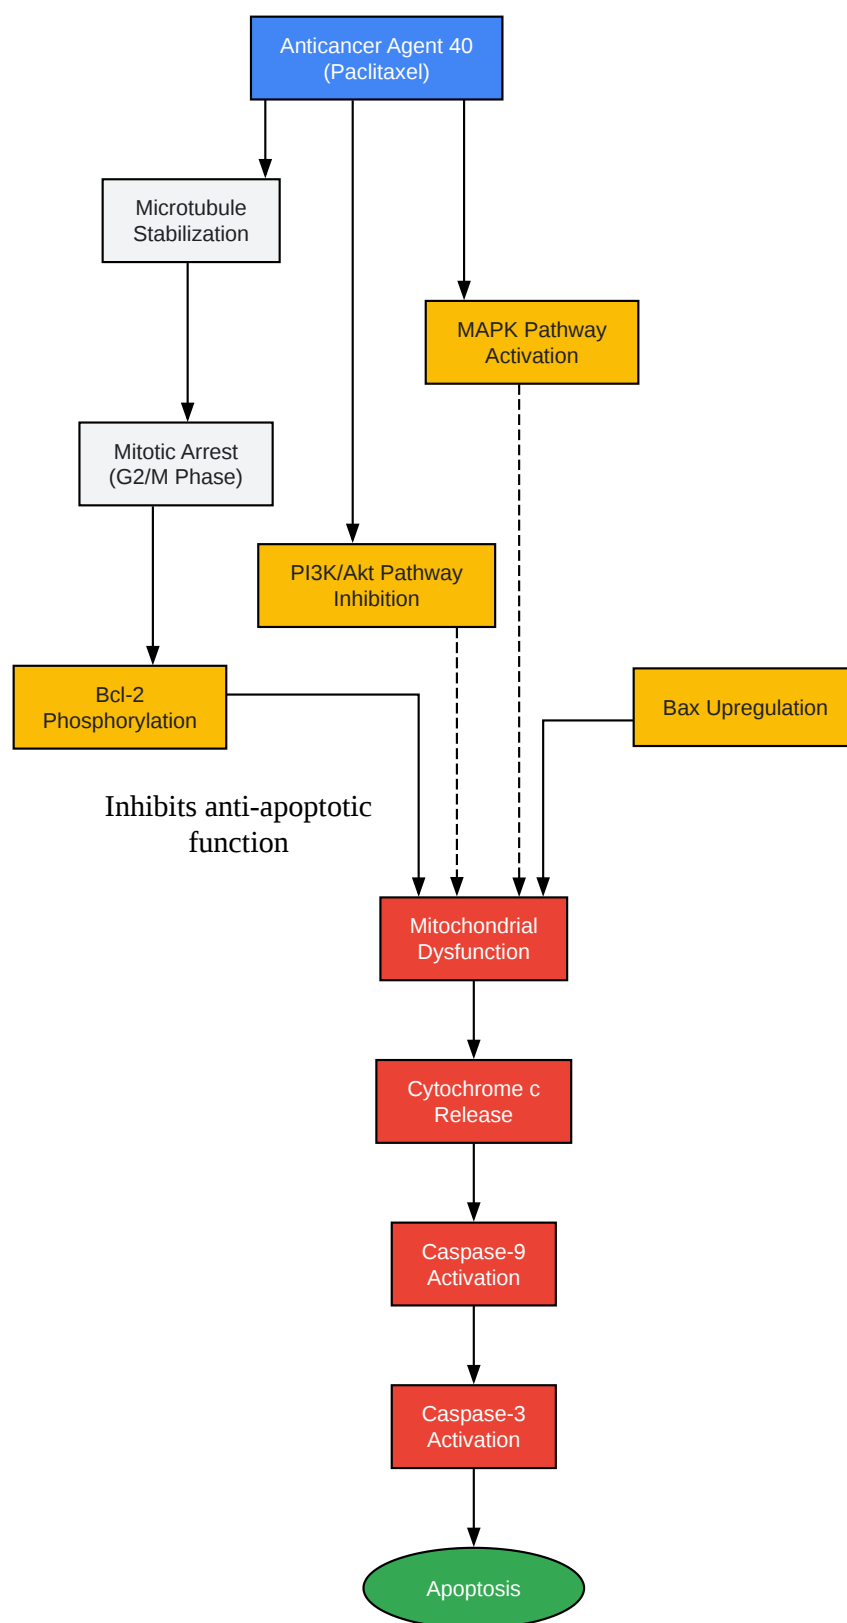 Anticancer Agent 40
(Paclitaxel)
Microtubule
Stabilization
MAPK Pathway
Activation
Mitotic Arrest
(G2/M Phase)
PI3K/Akt Pathway
Inhibition
Bcl-2
Phosphorylation
Bax Upregulation
Inhibits anti-apoptotic
function
Mitochondrial
Dysfunction
Cytochrome c
Release
Caspase-9
Activation
Caspase-3
Activation
Apoptosis